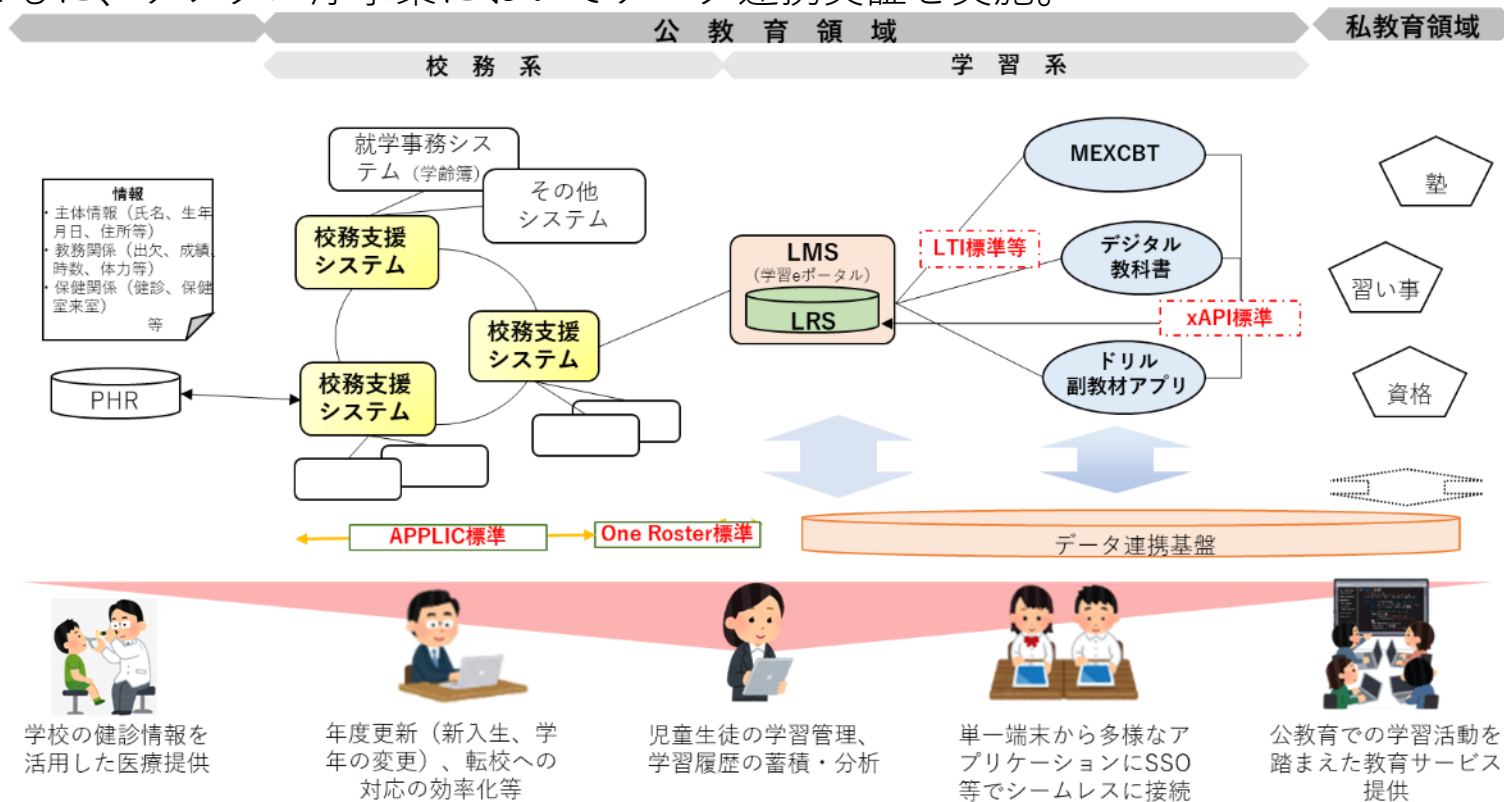 連携実証を実施。
公教育領域
私教育領域
校務系
学習系
就学事務シス
テム（学齢簿）
その他
システム
情報
・主体情報（氏名、生年
月日、住所等）
・教務関係（出欠、成績、
時数、体力等）
・保健関係（健診、保健
室来室）
等
PHR
校務支援
システム
校務支援
システム
校務支援
システム
LMS
（学習eポータル）
LRS
LTI標準等
xAPI標準
MEXCBT
デジタル
教科書
ドリル
副教材アプリ
塾
習い事
資格
APPLIC標準
One Roster標準
データ連携基盤
学校の健診情報を
活用した医療提供
年度更新（新入生、学
年の変更）、転校への
対応の効率化等
児童生徒の学習管理、
学習履歴の蓄積・分析
単一端末から多様なア
プリケーションにSSO
等でシームレスに接続
公教育での学習活動を
踏まえた教育サービス
提供